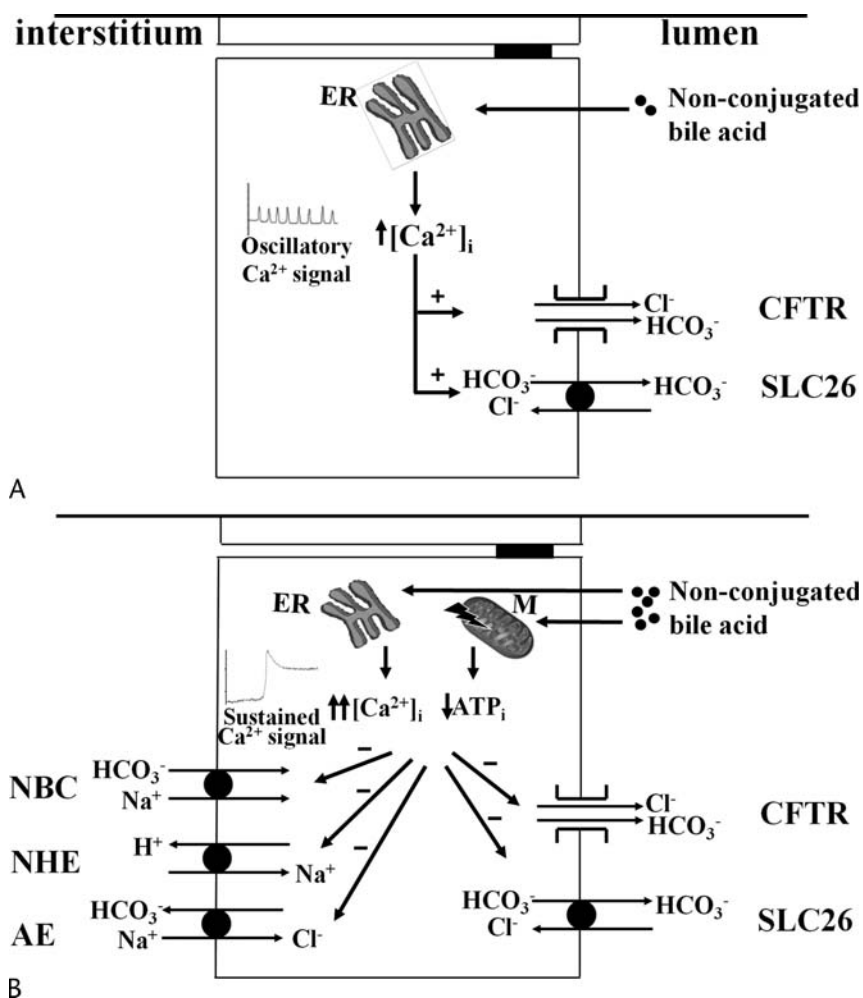 interstitium lumen
ER
Non-conjugated
bile acid
↑[Ca²⁺]ᵢ
Oscillatory
Ca²⁺ signal
+
Cl⁻
HCO₃⁻
CFTR
+
HCO₃⁻ HCO₃⁻
Cl⁻
SLC26
A
ER
M
Non-conjugated
bile acid
↑↑[Ca²⁺]ᵢ ↓ATPᵢ
Sustained
Ca²⁺ signal
− − − − −
NBC
HCO₃⁻
Na⁺
NHE
H⁺
Na⁺
AE
HCO₃⁻
Na⁺ Cl⁻
Cl⁻
HCO₃⁻
CFTR
HCO₃⁻ HCO₃⁻
Cl⁻
SLC26
B